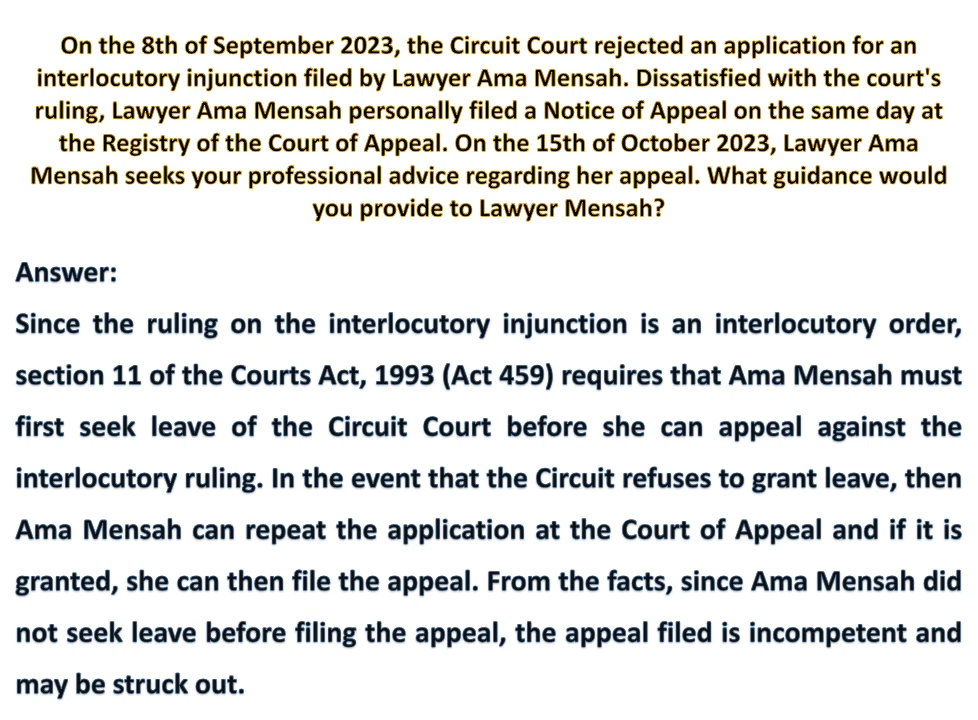 On the 8th of September 2023, the Circuit Court rejected an application for an
interlocutory injunction filed by Lawyer Ama Mensah. Dissatisfied with the court's
ruling, Lawyer Ama Mensah personally filed a Notice of Appeal on the same day at
the Registry of the Court of Appeal. On the 15th of October 2023, Lawyer Ama
Mensah seeks your professional advice regarding her appeal. What guidance would
you provide to Lawyer Mensah?
Answer:
Since the ruling on the interlocutory injunction is an interlocutory order,
section 11 of the Courts Act, 1993 (Act 459) requires that Ama Mensah must
first seek leave of the Circuit Court before she can appeal against the
interlocutory ruling. In the event that the Circuit refuses to grant leave, then
Ama Mensah can repeat the application at the Court of Appeal and if it is
granted, she can then file the appeal. From the facts, since Ama Mensah did
not seek leave before filing the appeal, the appeal filed is incompetent and
may be struck out.